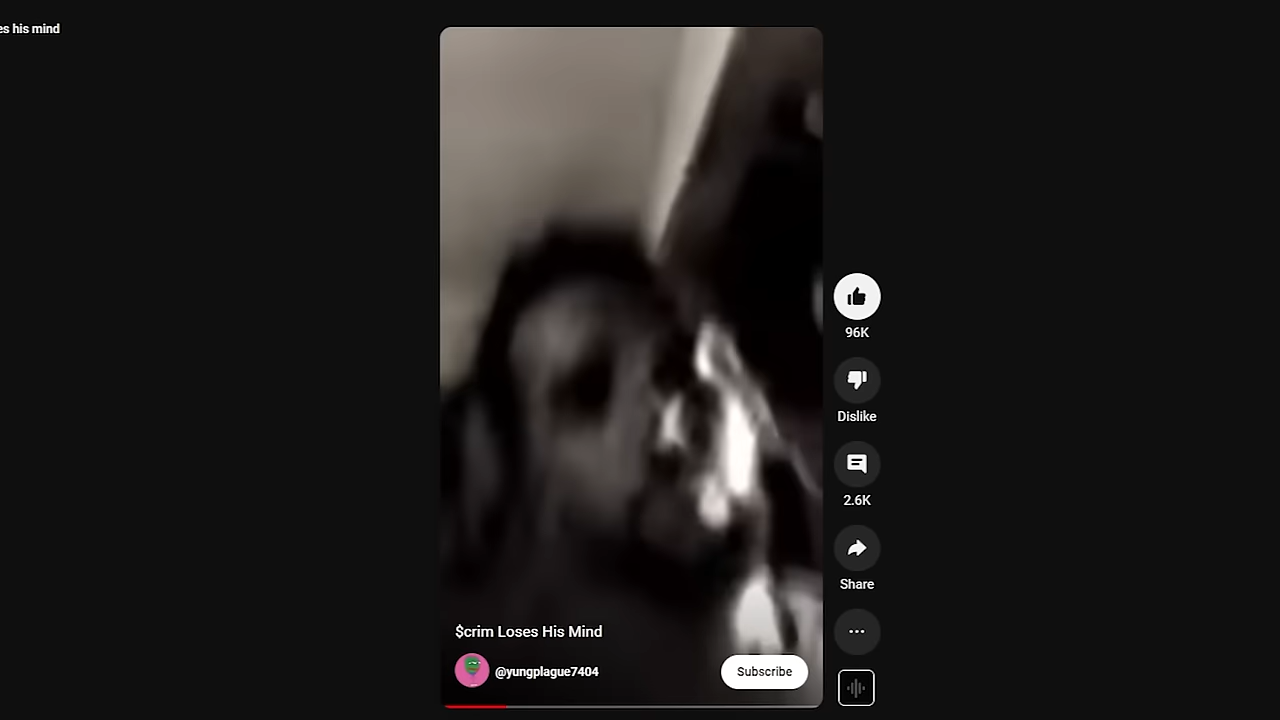 es his mind
96K
Dislike
2.6K
Share
$crim Loses His Mind
@yungplague7404
Subscribe